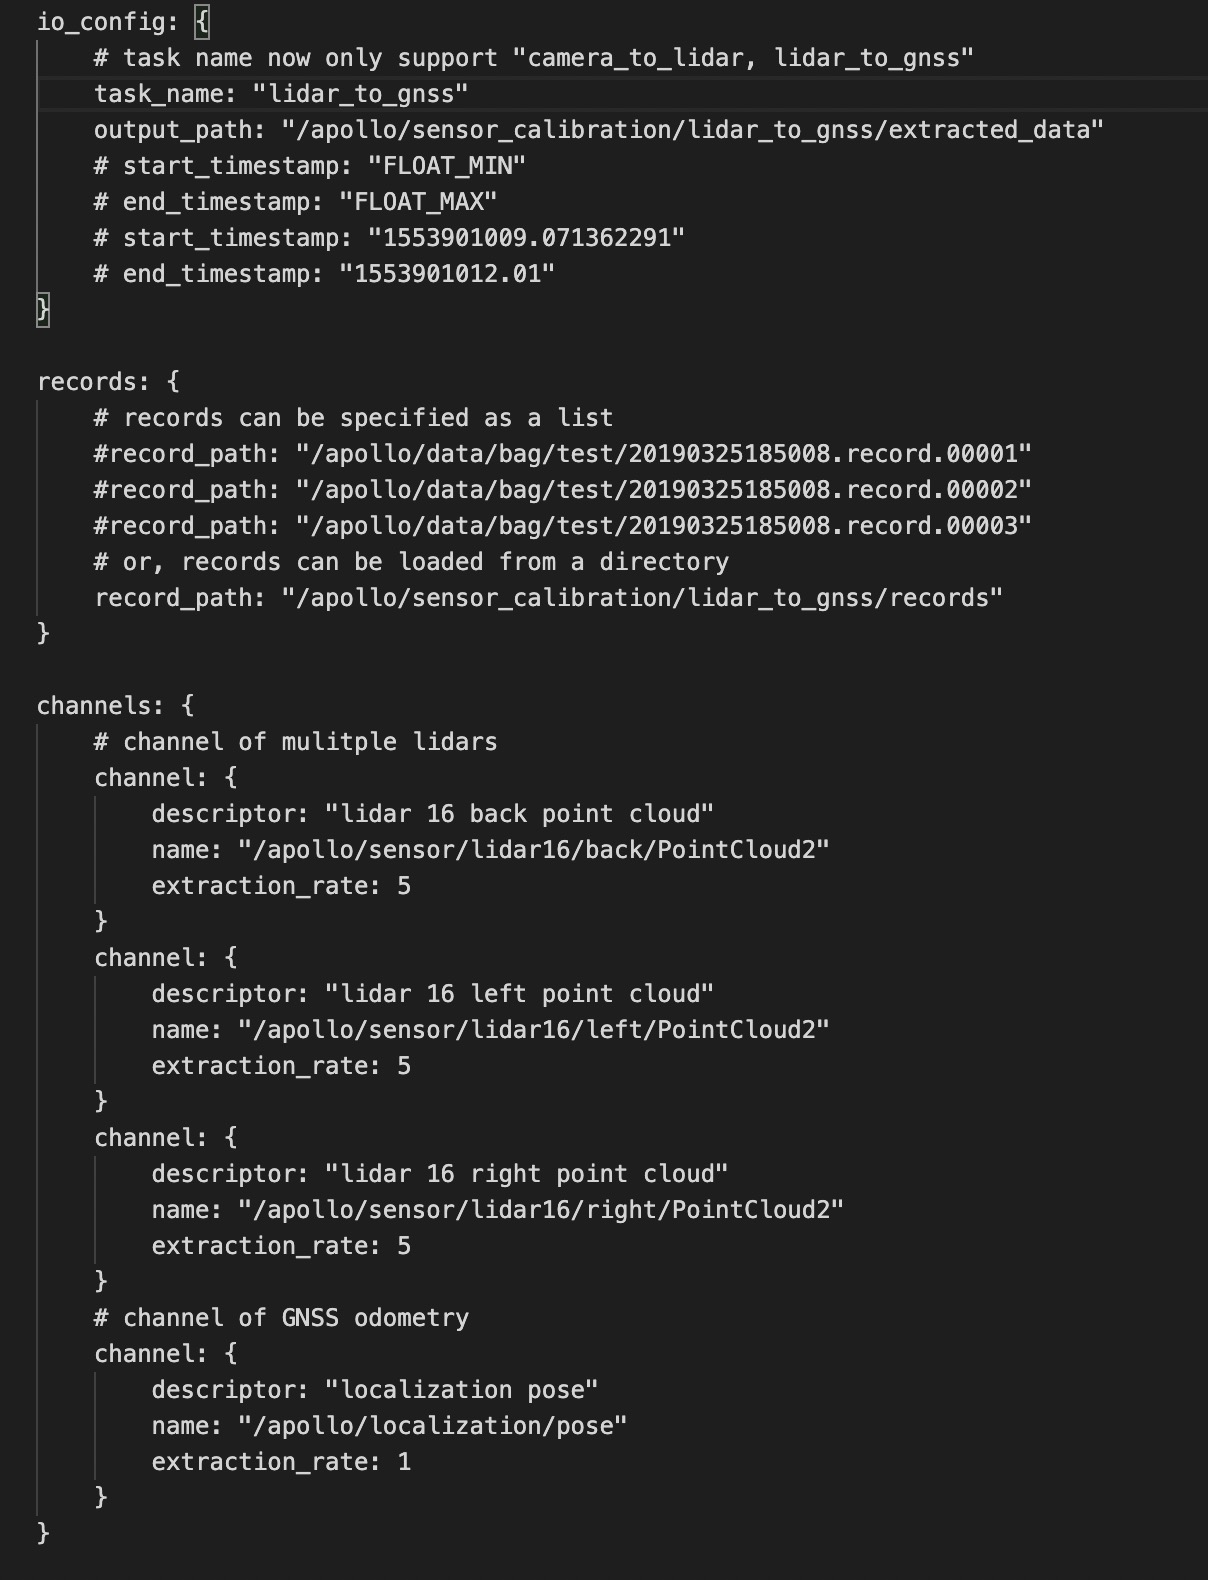 io_config: {
# task name now only support "camera_to_lidar, lidar_to_gnss"
task_name: "lidar_to_gnss"
output_path: "/apollo/sensor_calibration/lidar_to_gnss/extracted_data"
# start_timestamp: "FLOAT_MIN"
# end_timestamp: "FLOAT_MAX"
# start_timestamp: "1553901009.071362291"
# end_timestamp: "1553901012.01"
}
records: {
# records can be specified as a list
#record_path: "/apollo/data/bag/test/20190325185008.record.00001"
#record_path: "/apollo/data/bag/test/20190325185008.record.00002"
#record_path: "/apollo/data/bag/test/20190325185008.record.00003"
# or, records can be loaded from a directory
record_path: "/apollo/sensor_calibration/lidar_to_gnss/records"
}
channels: {
# channel of mulitple lidars
channel: {
descriptor: "lidar 16 back point cloud"
name: "/apollo/sensor/lidar16/back/PointCloud2"
extraction_rate: 5
}
channel: {
descriptor: "lidar 16 left point cloud"
name: "/apollo/sensor/lidar16/left/PointCloud2"
extraction_rate: 5
}
channel: {
descriptor: "lidar 16 right point cloud"
name: "/apollo/sensor/lidar16/right/PointCloud2"
extraction_rate: 5
}
# channel of GNSS odometry
channel: {
descriptor: "localization pose"
name: "/apollo/localization/pose"
extraction_rate: 1
}
}